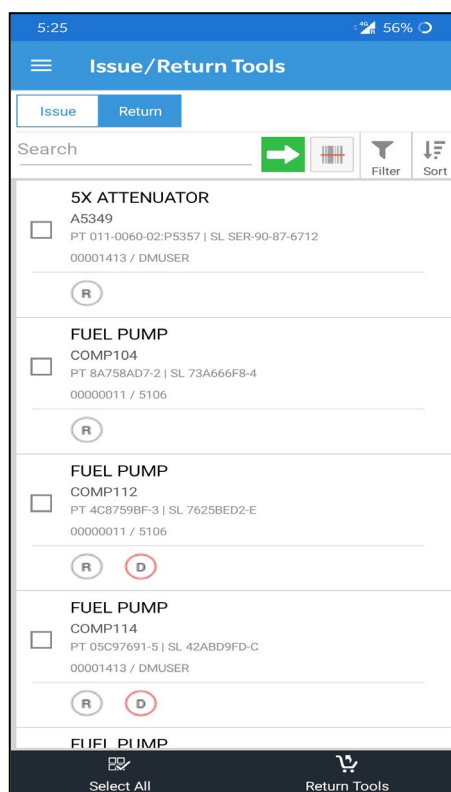 5:25
4G 56%
Issue/Return Tools
Issue Return
Search
Filter Sort
5X ATTENUATOR
A5349
PT 011-0060-02:P5357 | SL SER-90-87-6712
00001413 / DMUSER
R
FUEL PUMP
COMP104
PT 8A758AD7-2 | SL 73A666F8-4
00000011 / 5106
R
FUEL PUMP
COMP112
PT 4C8759BF-3 | SL 7625BED2-E
00000011 / 5106
R D
FUEL PUMP
COMP114
PT 05C97691-5 | SL 42ABD9FD-C
00001413 / DMUSER
R D
FUEL PUMP
Select All Return Tools